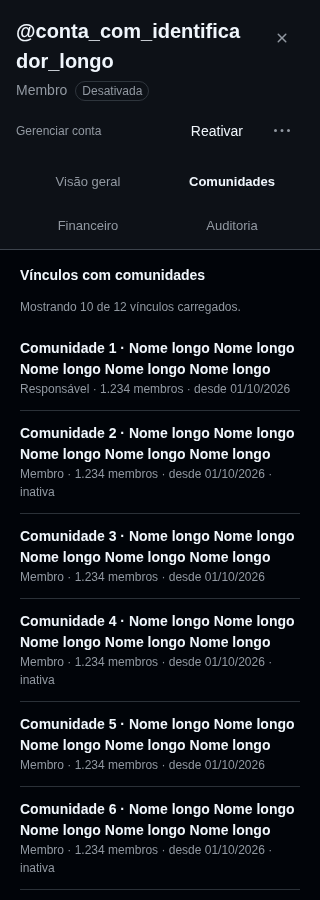 @conta_com_identifica
dor_longo
Membro Desativada
Gerenciar conta Reativar
Visão geral Comunidades
Financeiro Auditoria
Vínculos com comunidades
Mostrando 10 de 12 vínculos carregados.
Comunidade 1 · Nome longo Nome longo
Nome longo Nome longo Nome longo
Responsável · 1.234 membros · desde 01/10/2026
Comunidade 2 · Nome longo Nome longo
Nome longo Nome longo Nome longo
Membro · 1.234 membros · desde 01/10/2026 ·
inativa
Comunidade 3 · Nome longo Nome longo
Nome longo Nome longo Nome longo
Membro · 1.234 membros · desde 01/10/2026
Comunidade 4 · Nome longo Nome longo
Nome longo Nome longo Nome longo
Membro · 1.234 membros · desde 01/10/2026 ·
inativa
Comunidade 5 · Nome longo Nome longo
Nome longo Nome longo Nome longo
Membro · 1.234 membros · desde 01/10/2026
Comunidade 6 · Nome longo Nome longo
Nome longo Nome longo Nome longo
Membro · 1.234 membros · desde 01/10/2026 ·
inativa